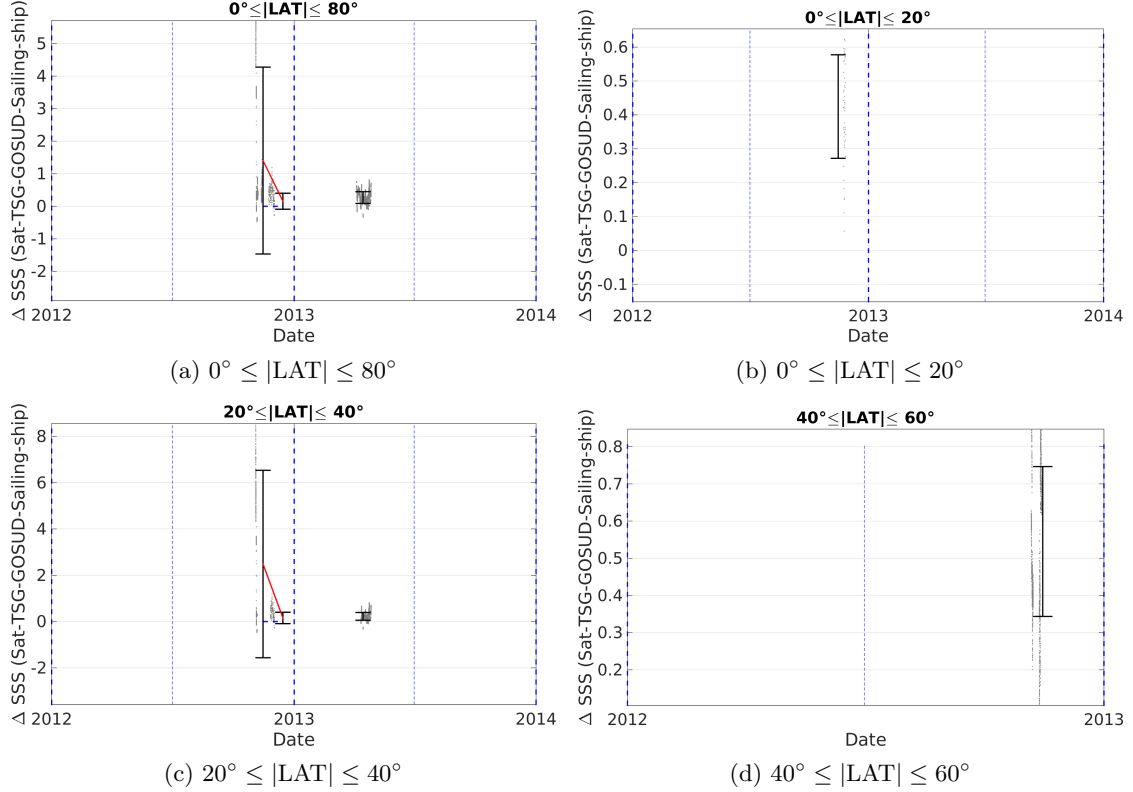 0°≤|LAT|≤ 80°
Δ SSS (Sat-TSG-GOSUD-Sailing-ship)
5
4
3
2
1
0
-1
-2
2012 2013 2014
Date
(a) 0° ≤ |LAT| ≤ 80°
0°≤|LAT|≤ 20°
Δ SSS (Sat-TSG-GOSUD-Sailing-ship)
0.6
0.5
0.4
0.3
0.2
0.1
0
-0.1
2012 2013 2014
Date
(b) 0° ≤ |LAT| ≤ 20°
20°≤|LAT|≤ 40°
Δ SSS (Sat-TSG-GOSUD-Sailing-ship)
8
6
4
2
0
-2
2012 2013 2014
Date
(c) 20° ≤ |LAT| ≤ 40°
40°≤|LAT|≤ 60°
Δ SSS (Sat-TSG-GOSUD-Sailing-ship)
0.8
0.7
0.6
0.5
0.4
0.3
0.2
2012 2013
Date
(d) 40° ≤ |LAT| ≤ 60°